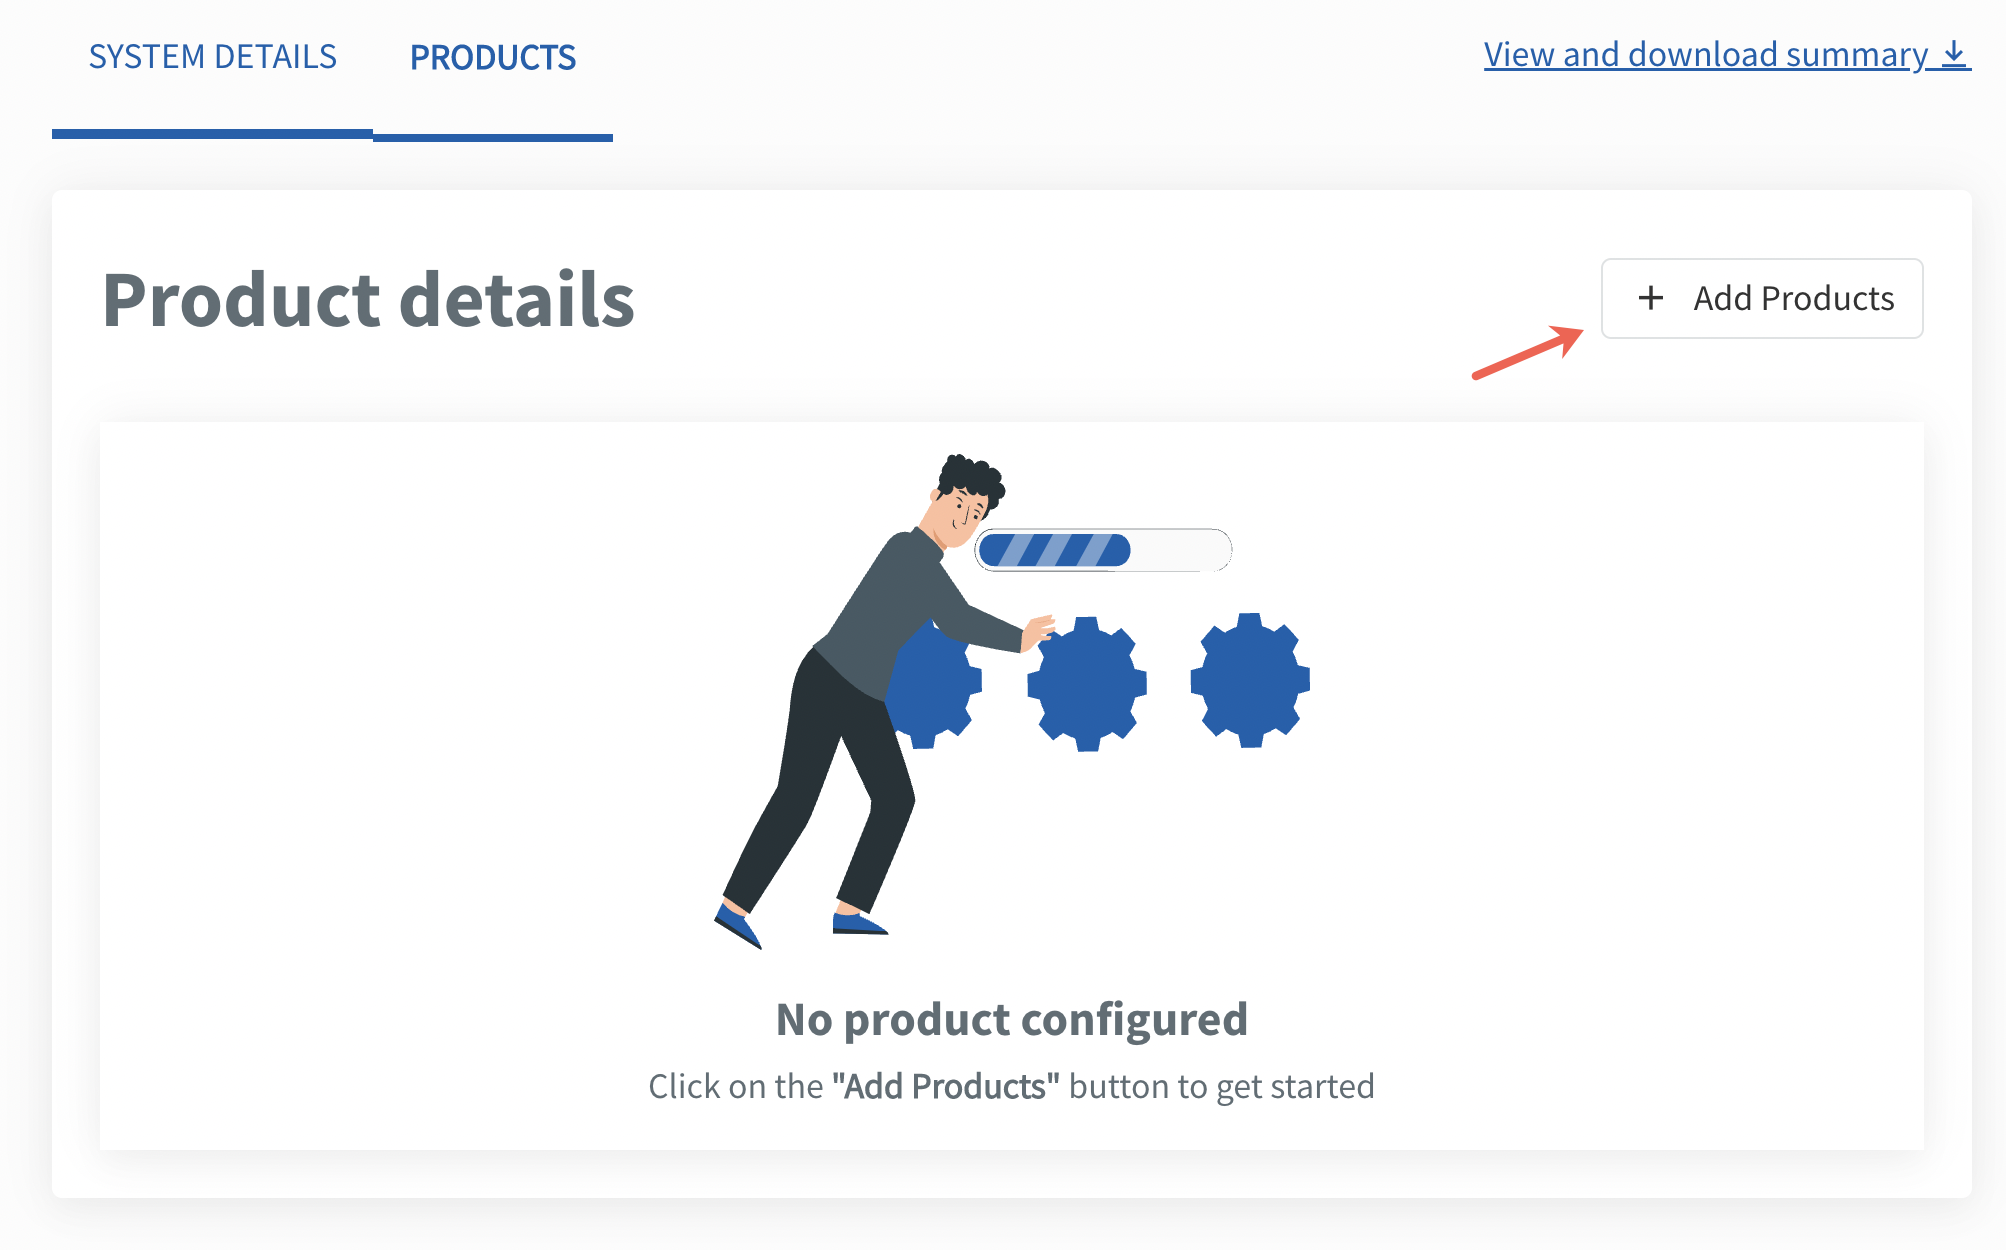 SYSTEM DETAILS
PRODUCTS
View and download summary
Product details
+ Add Products
No product configured
Click on the "Add Products" button to get started